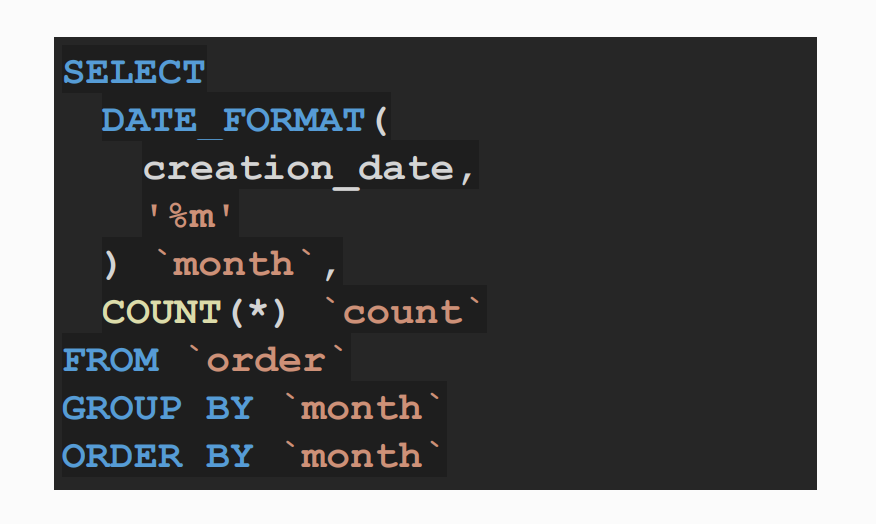 SELECT
  DATE_FORMAT(
    creation_date,
    '%m'
  ) `month`,
  COUNT(*) `count`
FROM `order`
GROUP BY `month`
ORDER BY `month`